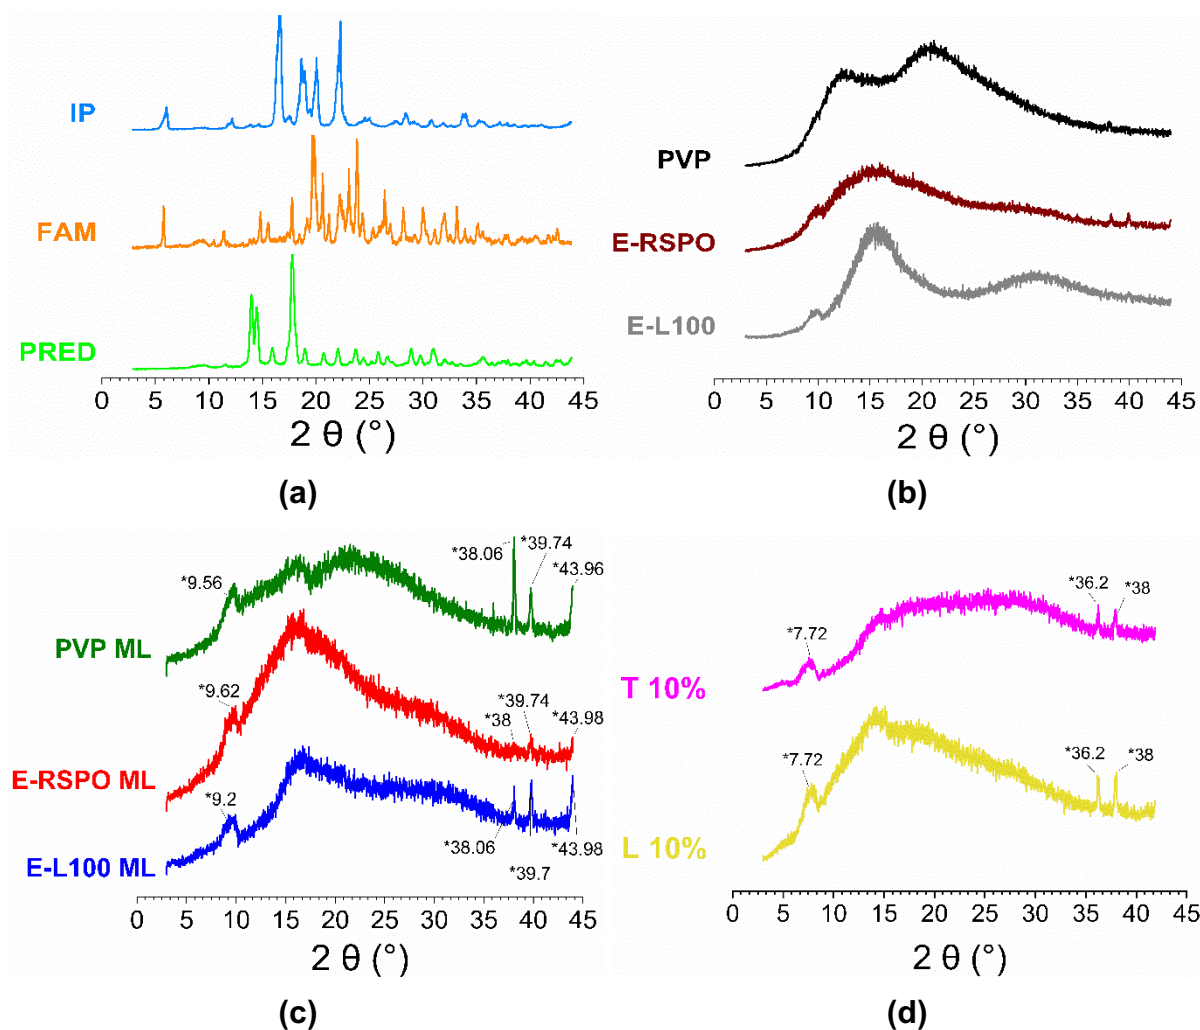 IP
FAM
PRED
0 5 10 15 20 25 30 35 40 45
2 θ (°)
(a)
PVP
E-RSPO
E-L100
0 5 10 15 20 25 30 35 40 45
2 θ (°)
(b)
*9.56
*38.06
*39.74
*43.96
PVP ML
*9.62
*39.74
*38
*43.98
E-RSPO ML
*9.2
E-L100 ML
*38.06
*43.98
*39.7
0 5 10 15 20 25 30 35 40 45
2 θ (°)
(c)
*36.2
*38
*7.72
T 10%
*7.72
*36.2
*38
L 10%
0 5 10 15 20 25 30 35 40 45
2 θ (°)
(d)